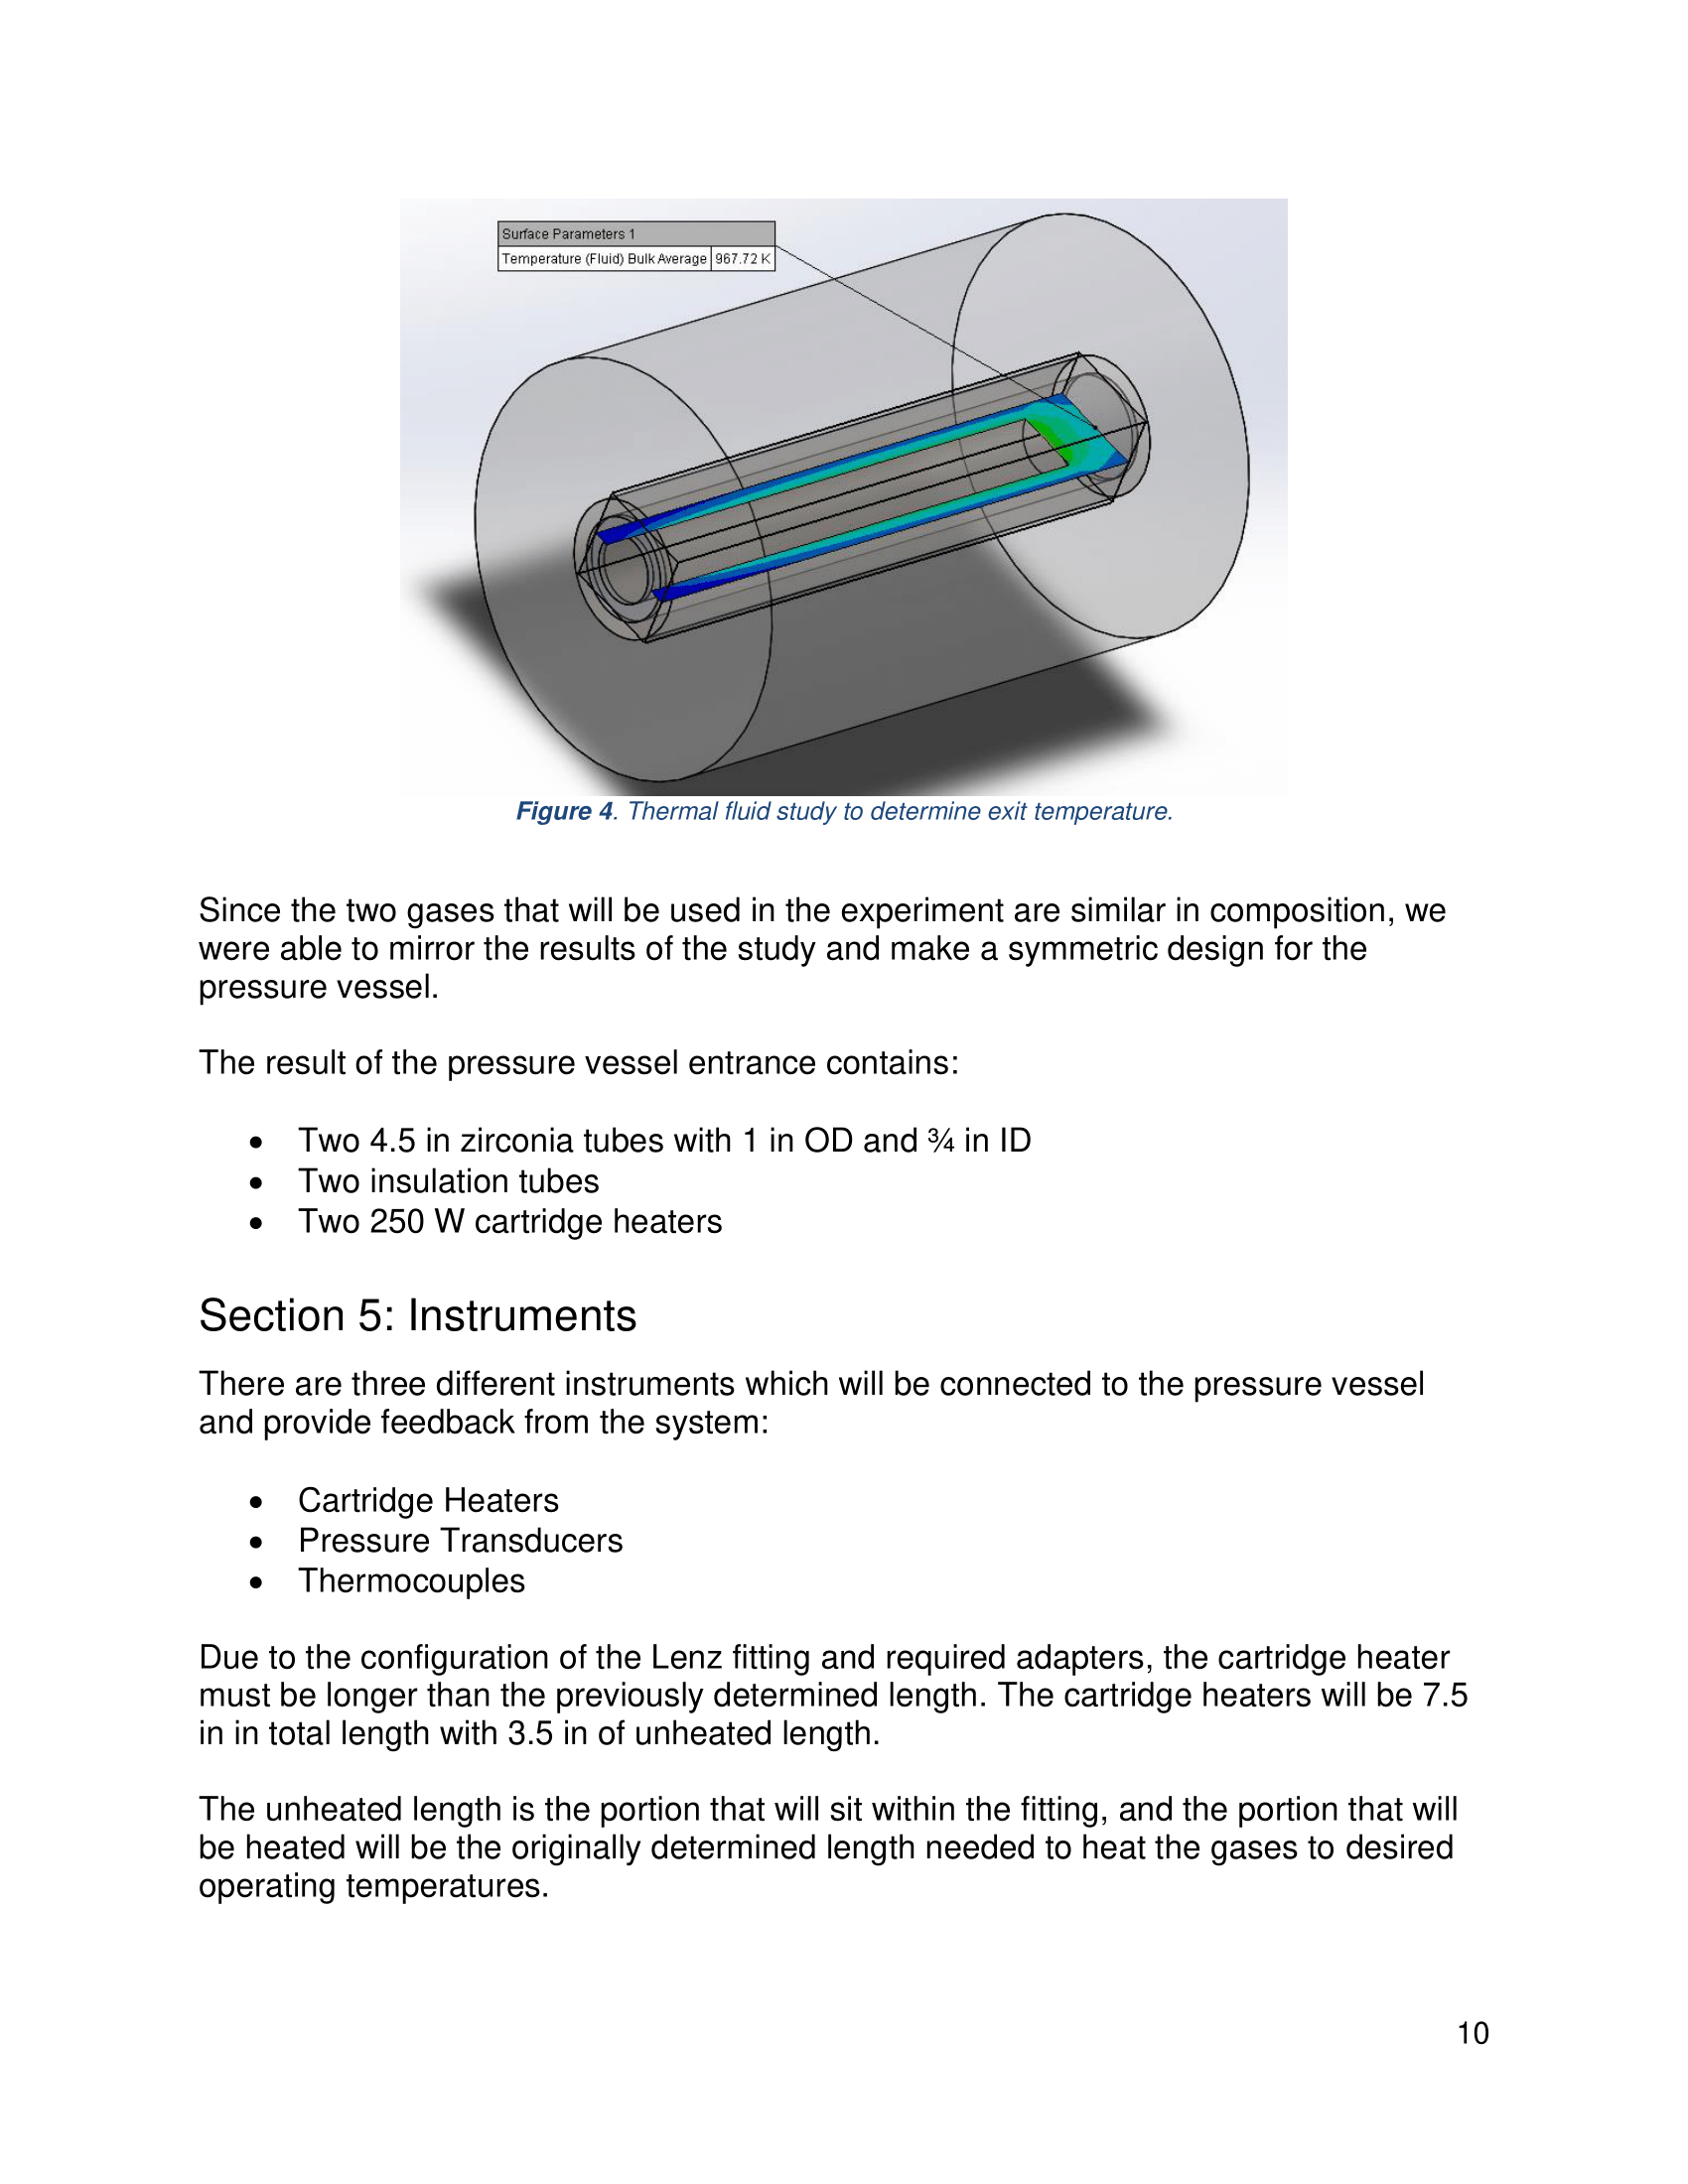 Surface Parameters 1
Temperature (Fluid) Bulk Average 967.72 K
Figure 4. Thermal fluid study to determine exit temperature.
Since the two gases that will be used in the experiment are similar in composition, we
were able to mirror the results of the study and make a symmetric design for the
pressure vessel.
The result of the pressure vessel entrance contains:
• Two 4.5 in zirconia tubes with 1 in OD and ¾ in ID
• Two insulation tubes
• Two 250 W cartridge heaters
Section 5: Instruments
There are three different instruments which will be connected to the pressure vessel
and provide feedback from the system:
• Cartridge Heaters
• Pressure Transducers
• Thermocouples
Due to the configuration of the Lenz fitting and required adapters, the cartridge heater
must be longer than the previously determined length. The cartridge heaters will be 7.5
in in total length with 3.5 in of unheated length.
The unheated length is the portion that will sit within the fitting, and the portion that will
be heated will be the originally determined length needed to heat the gases to desired
operating temperatures.
10